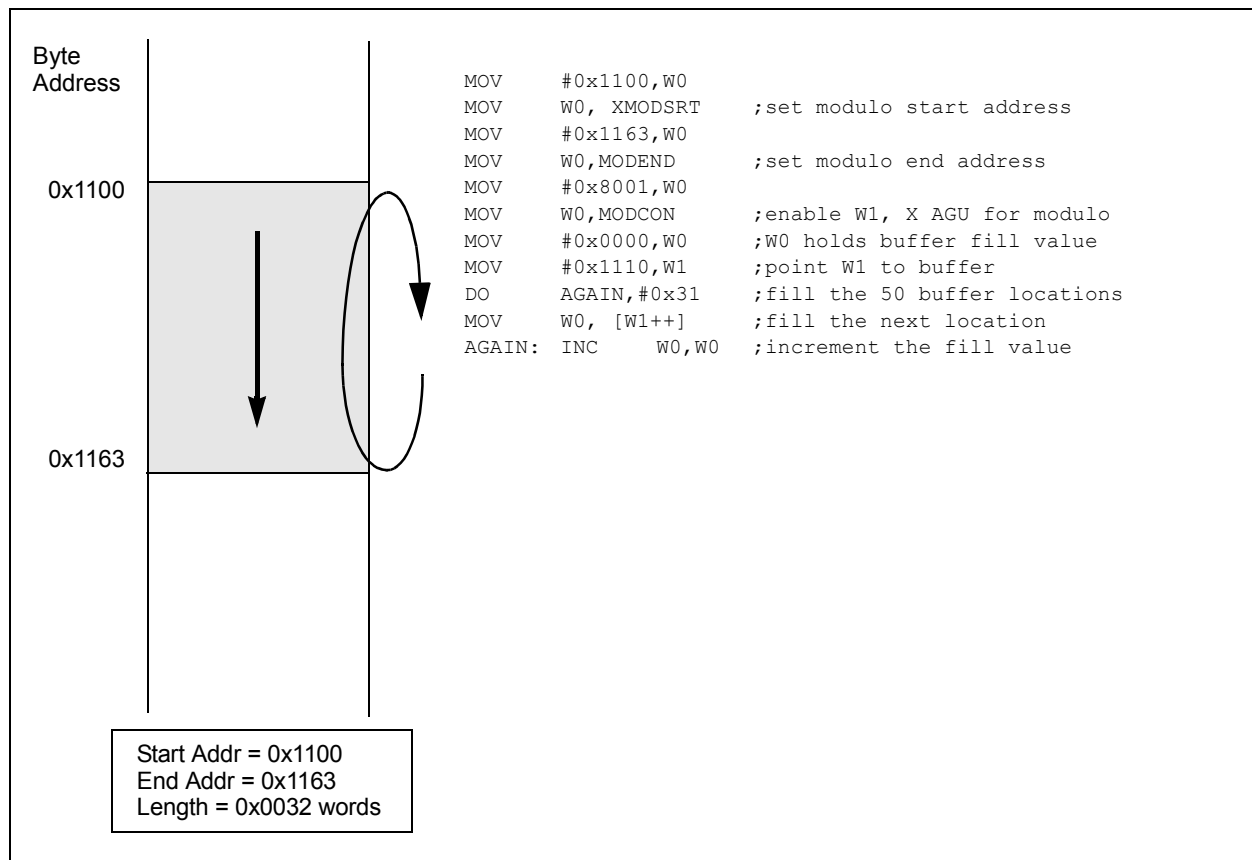 Byte
Address
0x1100
0x1163
MOV #0x1100,W0
MOV W0, XMODSRT ;set modulo start address
MOV #0x1163,W0
MOV W0,MODEND ;set modulo end address
MOV #0x8001,W0
MOV W0,MODCON ;enable W1, X AGU for modulo
MOV #0x0000,W0 ;W0 holds buffer fill value
MOV #0x1110,W1 ;point W1 to buffer
DO AGAIN,#0x31 ;fill the 50 buffer locations
MOV W0, [W1++] ;fill the next location
AGAIN: INC W0,W0 ;increment the fill value
Start Addr = 0x1100
End Addr = 0x1163
Length = 0x0032 words